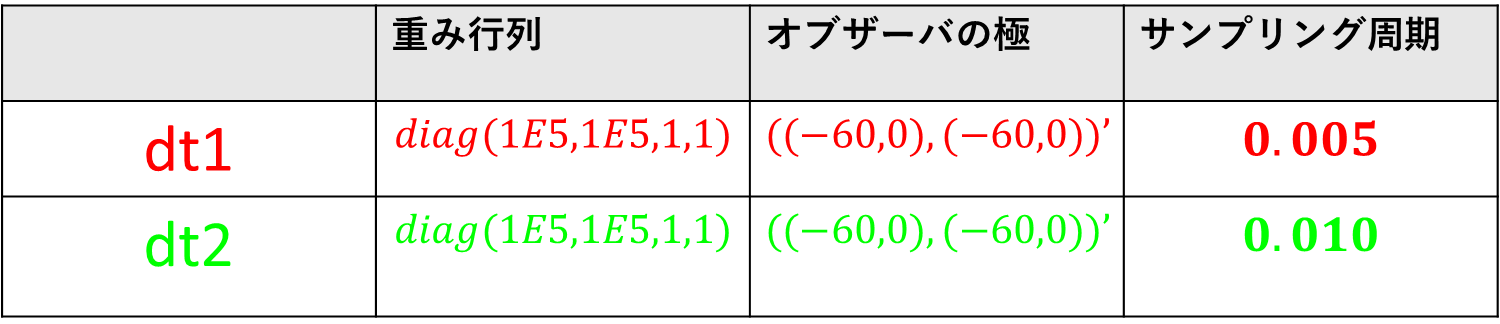 重み行列 オブザーバの極 サンプリング周期
dt1 diag(1E5,1E5,1,1) ((−60,0),(−60,0))’ 0.005
dt2 diag(1E5,1E5,1,1) ((−60,0),(−60,0))’ 0.010